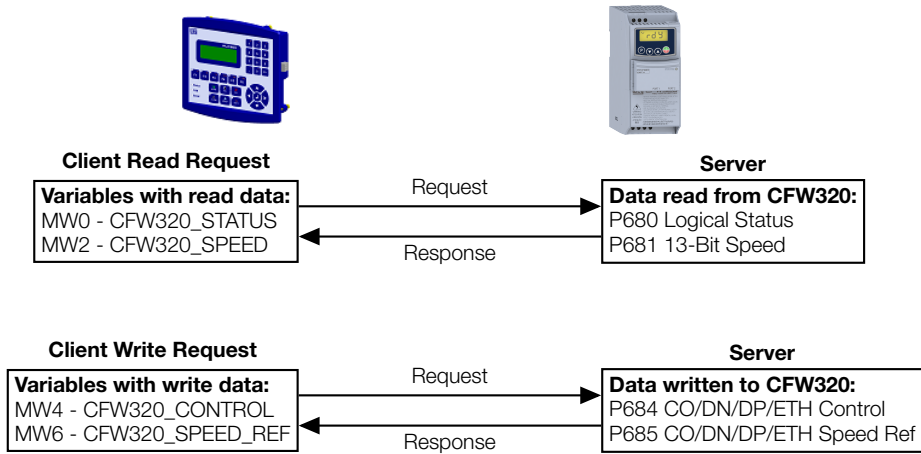 rdy
Client Read Request
Server
Variables with read data:
MW0 - CFW320_STATUS
MW2 - CFW320_SPEED
Request
Response
Data read from CFW320:
P680 Logical Status
P681 13-Bit Speed
Client Write Request
Server
Variables with write data:
MW4 - CFW320_CONTROL
MW6 - CFW320_SPEED_REF
Request
Response
Data written to CFW320:
P684 CO/DN/DP/ETH Control
P685 CO/DN/DP/ETH Speed Ref